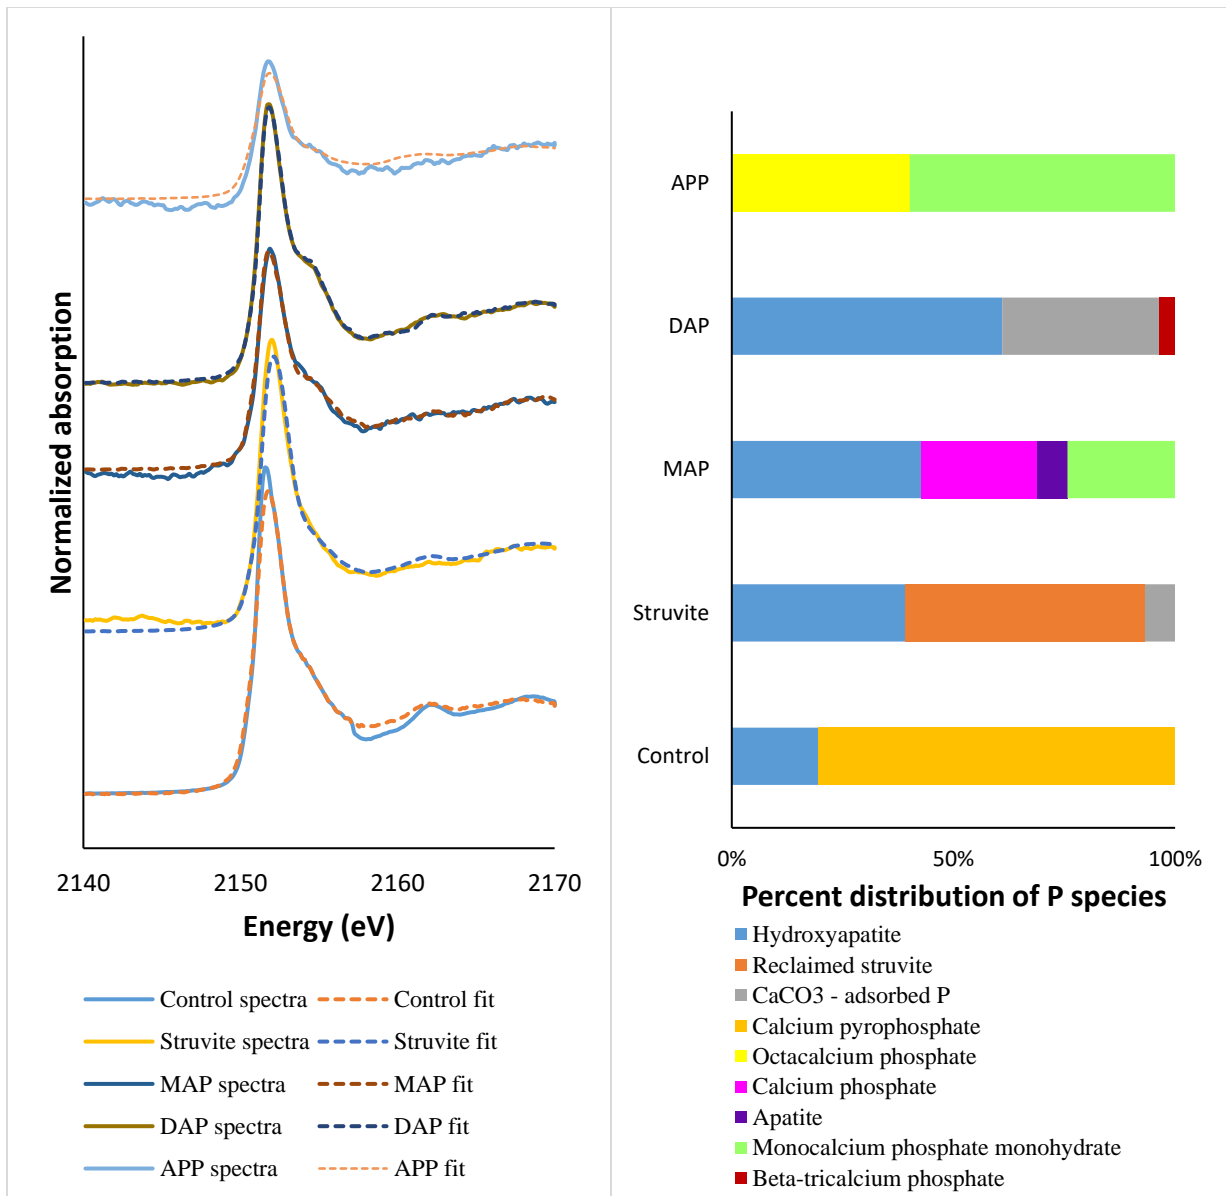 Normalized absorption
2140
2150
2160
2170
Energy (eV)
Control spectra
Control fit
Struvite spectra
Struvite fit
MAP spectra
MAP fit
DAP spectra
DAP fit
APP spectra
APP fit
APP
DAP
MAP
Struvite
Control
0%
50%
100%
Percent distribution of P species
Hydroxyapatite
Reclaimed struvite
CaCO3 - adsorbed P
Calcium pyrophosphate
Octacalcium phosphate
Calcium phosphate
Apatite
Monocalcium phosphate monohydrate
Beta-tricalcium phosphate